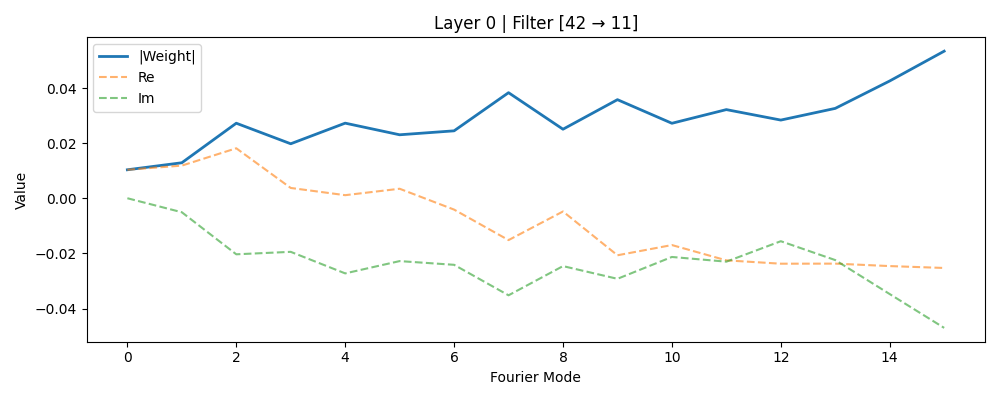 Layer 0 | Filter [42 → 11]
|Weight|
Re
Im
0.04
0.02
0.00
−0.02
−0.04
Value
0 2 4 6 8 10 12 14
Fourier Mode